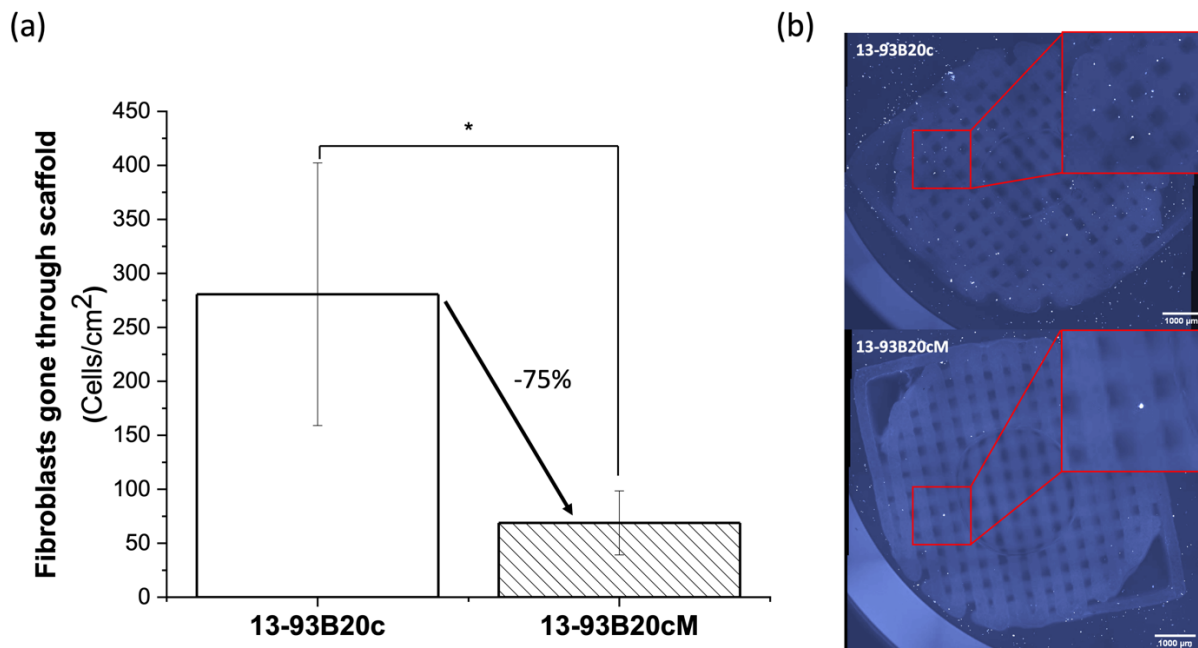 (a)
Fibroblasts gone through scaffold
(Cells/cm²)
450
400
350
300
250
200
150
100
50
0
*
-75%
13-93B20c
13-93B20cM
(b)
13-93B20c
1000 µm
13-93B20cM
1000 µm